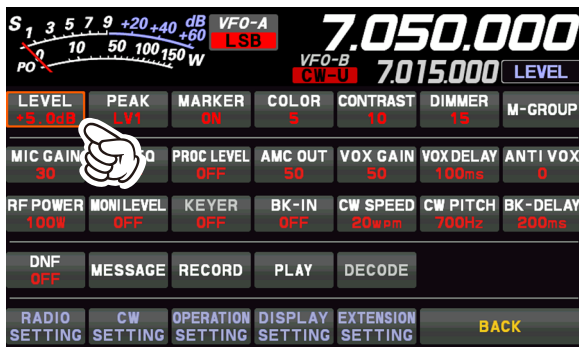 S 1 3 5 7 9 +20 +40 +60 dB
PO 0 10 50 100 150 W
VFO-A
LSB
7.050.000
VFO-B
CW-U
7.015.000
LEVEL
LEVEL PEAK MARKER COLOR CONTRAST DIMMER M-GROUP
+5.0dB LV1 ON 5 10 15
MIC GAIN PROC LEVEL AMC OUT VOX GAIN VOX DELAY ANTI VOX
30 OFF 50 50 100ms 0
RF POWER MONI LEVEL KEYER BK-IN CW SPEED CW PITCH BK-DELAY
100W OFF OFF OFF 20wpm 700Hz 200ms
DNF MESSAGE RECORD PLAY DECODE
OFF
RADIO CW OPERATION DISPLAY EXTENSION
SETTING SETTING SETTING SETTING SETTING
BACK